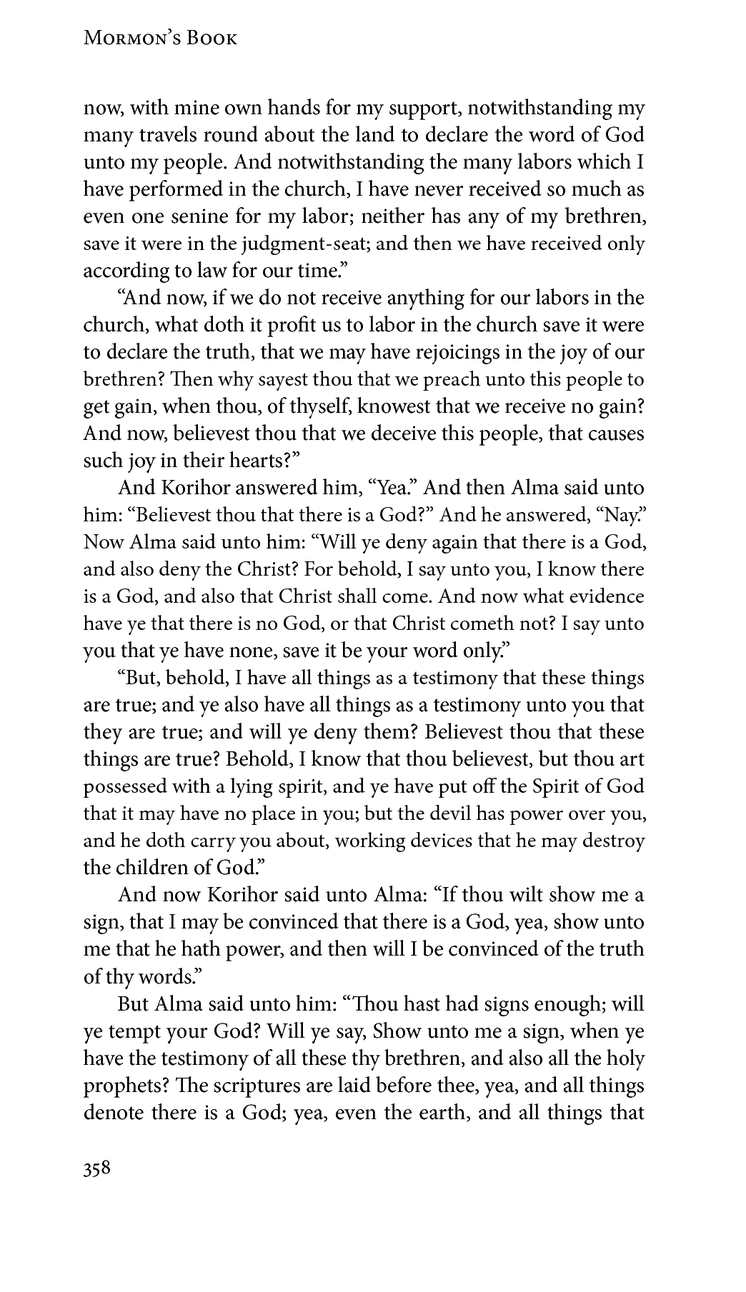 Mormon’s Book
now, with mine own hands for my support, notwithstanding my
many travels round about the land to declare the word of God
unto my people. And notwithstanding the many labors which I
have performed in the church, I have never received so much as
even one senine for my labor; neither has any of my brethren,
save it were in the judgment-seat; and then we have received only
according to law for our time.”
“And now, if we do not receive anything for our labors in the
church, what doth it profit us to labor in the church save it were
to declare the truth, that we may have rejoicings in the joy of our
brethren? Then why sayest thou that we preach unto this people to
get gain, when thou, of thyself, knowest that we receive no gain?
And now, believest thou that we deceive this people, that causes
such joy in their hearts?”
And Korihor answered him, “Yea.” And then Alma said unto
him: “Believest thou that there is a God?” And he answered, “Nay.”
Now Alma said unto him: “Will ye deny again that there is a God,
and also deny the Christ? For behold, I say unto you, I know there
is a God, and also that Christ shall come. And now what evidence
have ye that there is no God, or that Christ cometh not? I say unto
you that ye have none, save it be your word only.”
“But, behold, I have all things as a testimony that these things
are true; and ye also have all things as a testimony unto you that
they are true; and will ye deny them? Believest thou that these
things are true? Behold, I know that thou believest, but thou art
possessed with a lying spirit, and ye have put off the Spirit of God
that it may have no place in you; but the devil has power over you,
and he doth carry you about, working devices that he may destroy
the children of God.”
And now Korihor said unto Alma: “If thou wilt show me a
sign, that I may be convinced that there is a God, yea, show unto
me that he hath power, and then will I be convinced of the truth
of thy words.”
But Alma said unto him: “Thou hast had signs enough; will
ye tempt your God? Will ye say, Show unto me a sign, when ye
have the testimony of all these thy brethren, and also all the holy
prophets? The scriptures are laid before thee, yea, and all things
denote there is a God; yea, even the earth, and all things that
358